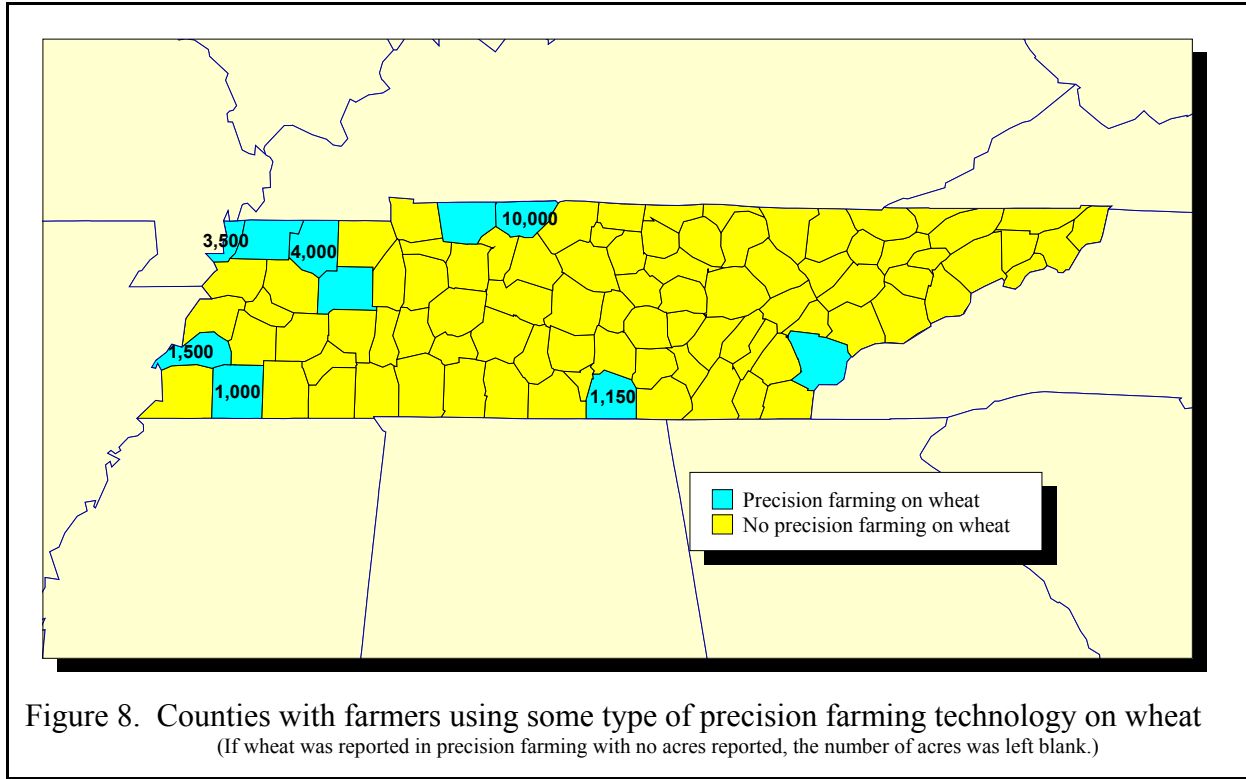 10,000
3,500
4,000
1,500
1,000
1,150
Precision farming on wheat
No precision farming on wheat
Figure 8. Counties with farmers using some type of precision farming technology on wheat
(If wheat was reported in precision farming with no acres reported, the number of acres was left blank.)